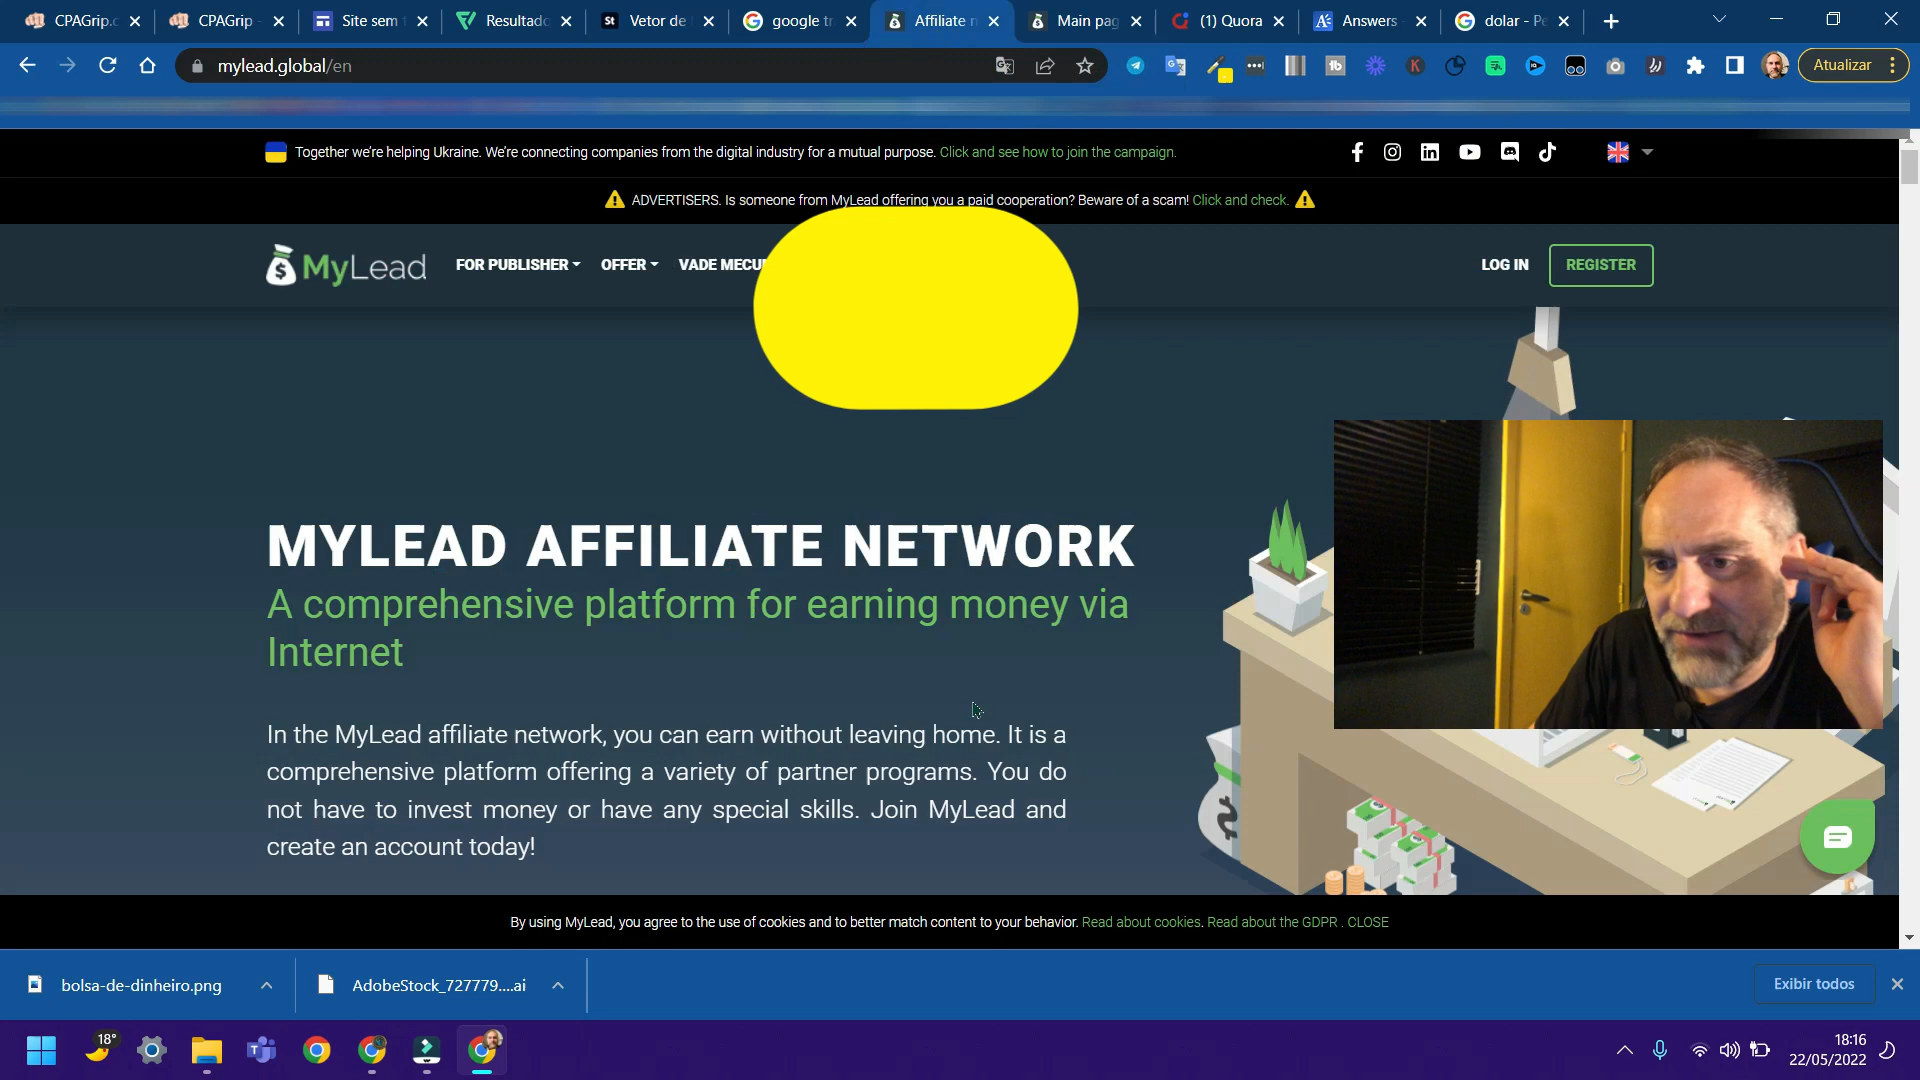 CPAGrip.c
CPAGrip -
Site sem
Resultado
St
Vetor de
google tr
Affiliate n
Main pag
(1) Quora
Answers
dolar - Pe
mylead.global/en
Atualizar
Together we're helping Ukraine. We're connecting companies from the digital industry for a mutual purpose. Click and see how to join the campaign.
ADVERTISERS. Is someone from MyLead offering you a paid cooperation? Beware of a scam! Click and check.
MyLead
FOR PUBLISHER
OFFER
VADE MECU
LOG IN
REGISTER
MYLEAD AFFILIATE NETWORK
A comprehensive platform for earning money via
Internet
In the MyLead affiliate network, you can earn without leaving home. It is a
comprehensive platform offering a variety of partner programs. You do
not have to invest money or have any special skills. Join MyLead and
create an account today!
By using MyLead, you agree to the use of cookies and to better match content to your behavior. Read about cookies. Read about the GDPR . CLOSE
bolsa-de-dinheiro.png
AdobeStock_727779....ai
Exibir todos
18°
18:16
22/05/2022